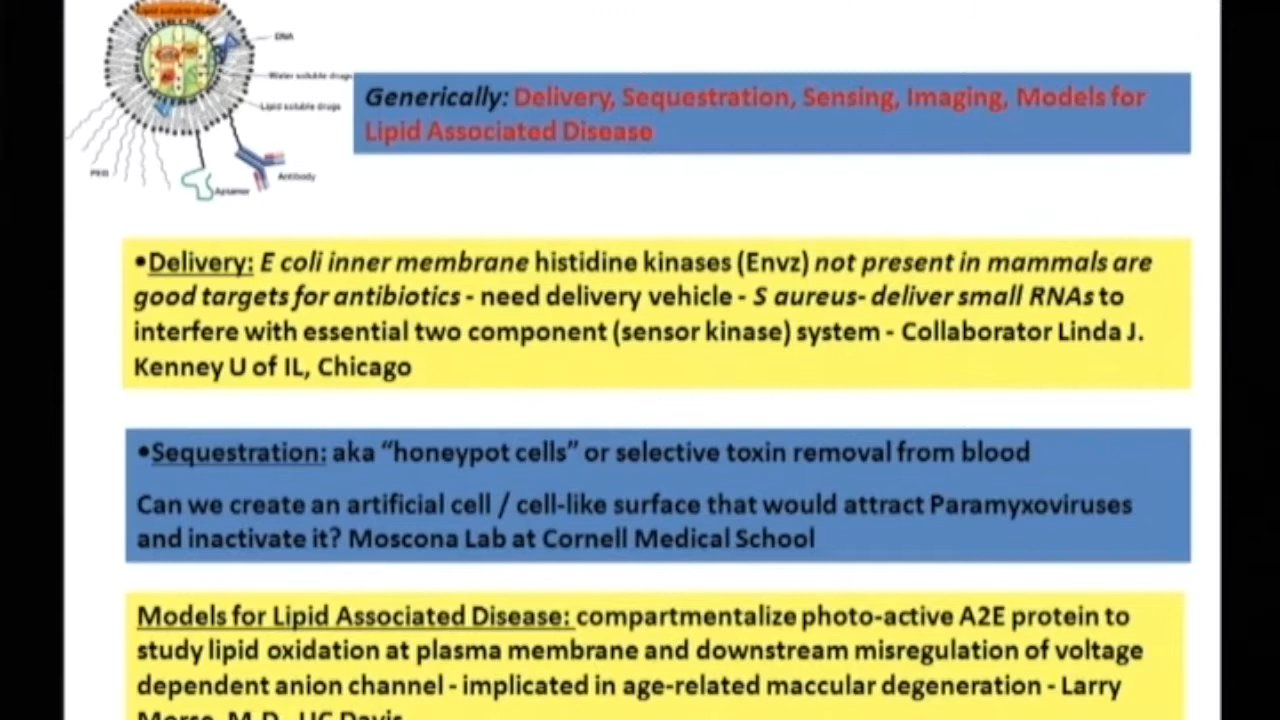 Lipid soluble drugs
DNA
Water soluble drugs
Lipid soluble drugs
PEG
Aptamer
Antibody
Generically: Delivery, Sequestration, Sensing, Imaging, Models for
Lipid Associated Disease
•Delivery: E coli inner membrane histidine kinases (Envz) not present in mammals are
good targets for antibiotics - need delivery vehicle - S aureus- deliver small RNAs to
interfere with essential two component (sensor kinase) system - Collaborator Linda J.
Kenney U of IL, Chicago
•Sequestration: aka “honeypot cells” or selective toxin removal from blood
Can we create an artificial cell / cell-like surface that would attract Paramyxoviruses
and inactivate it? Moscona Lab at Cornell Medical School
Models for Lipid Associated Disease: compartmentalize photo-active A2E protein to
study lipid oxidation at plasma membrane and downstream misregulation of voltage
dependent anion channel - implicated in age-related maccular degeneration - Larry
Morse, M.D., UC Davis